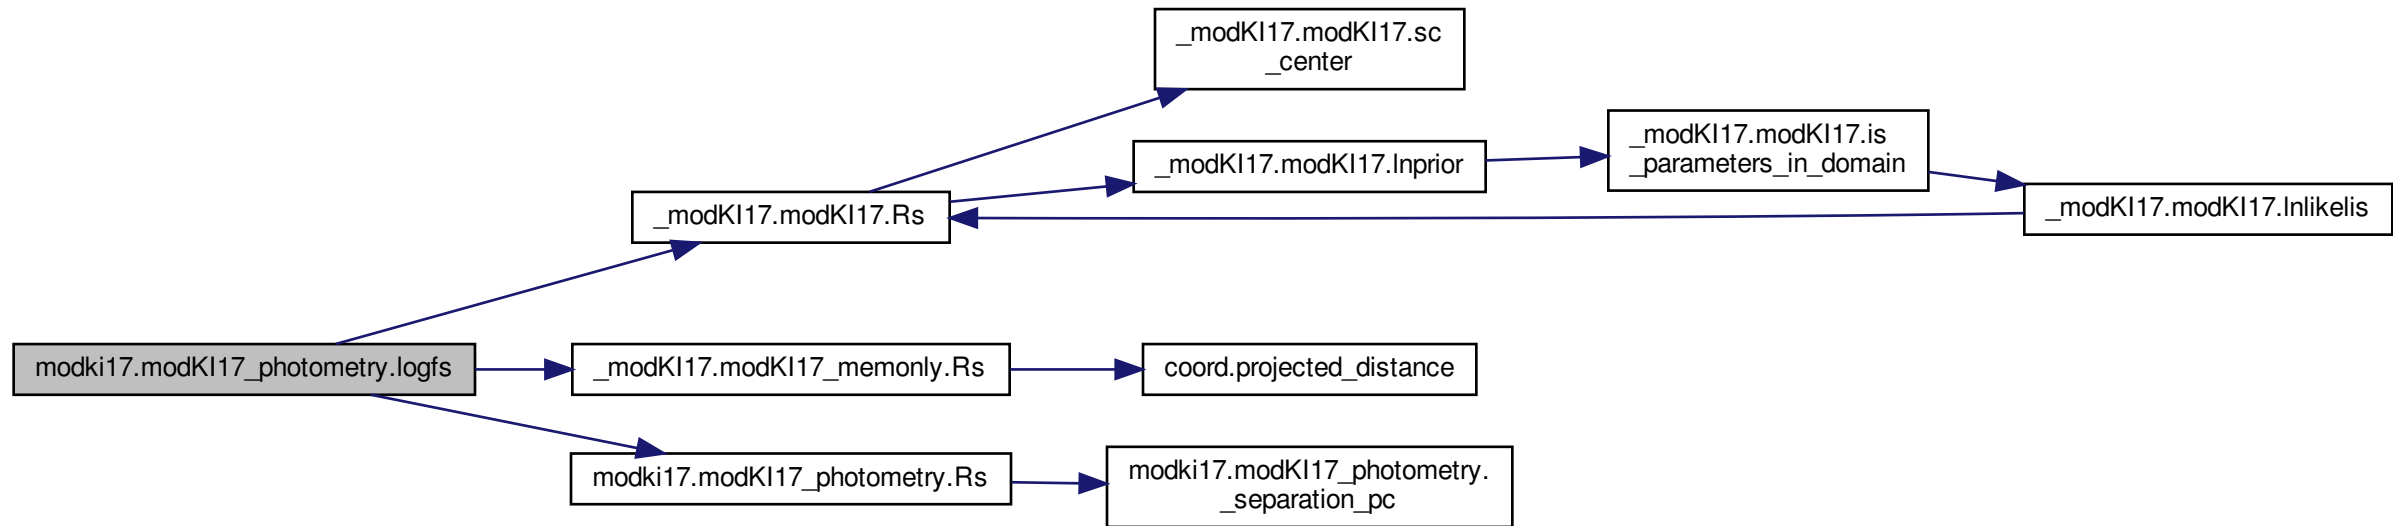 _modKI17.modKI17.sc
_center
_modKI17.modKI17.is
_parameters_in_domain
_modKI17.modKI17.lnprior
_modKI17.modKI17.Rs
_modKI17.modKI17.lnlikelis
modki17.modKI17_photometry.logfs
_modKI17.modKI17_memonly.Rs
coord.projected_distance
modki17.modKI17_photometry.Rs
modki17.modKI17_photometry.
_separation_pc